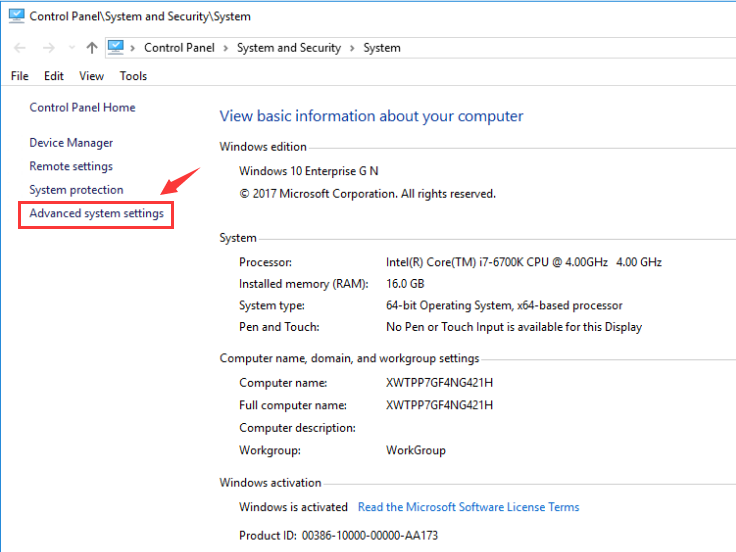 Control Panel\System and Security\System
Control Panel > System and Security > System
File Edit View Tools
Control Panel Home
Device Manager
Remote settings
System protection
Advanced system settings
View basic information about your computer
Windows edition
Windows 10 Enterprise G N
© 2017 Microsoft Corporation. All rights reserved.
System
Processor: Intel(R) Core(TM) i7-6700K CPU @ 4.00GHz 4.00 GHz
Installed memory (RAM): 16.0 GB
System type: 64-bit Operating System, x64-based processor
Pen and Touch: No Pen or Touch Input is available for this Display
Computer name, domain, and workgroup settings
Computer name: XWTPP7GF4NG421H
Full computer name: XWTPP7GF4NG421H
Computer description:
Workgroup: WorkGroup
Windows activation
Windows is activated Read the Microsoft Software License Terms
Product ID: 00386-10000-00000-AA173